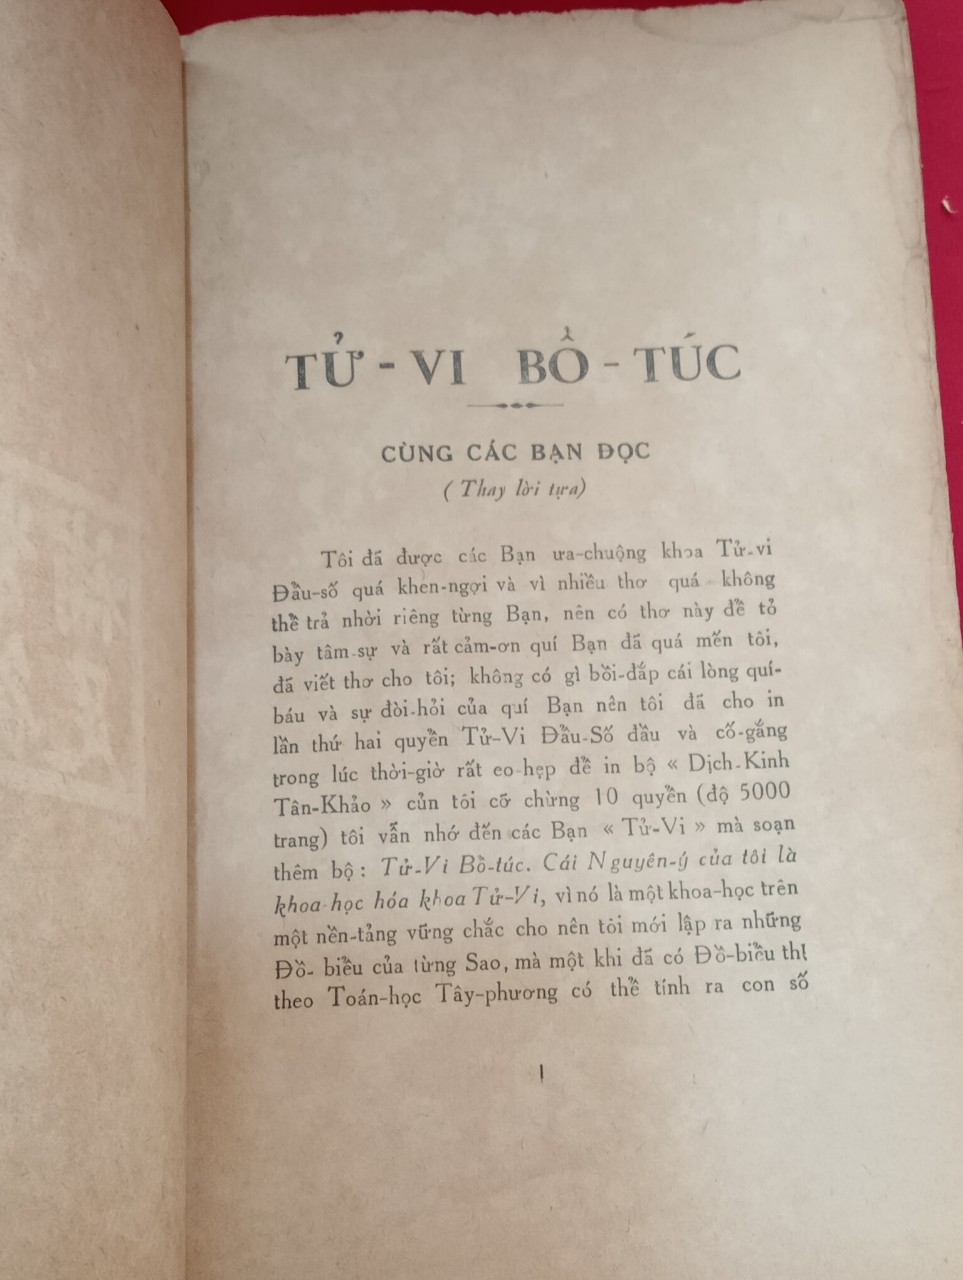 TỬ - VI BỒ - TÚC
CÙNG CÁC BẠN ĐỌC
( Thay lời tựa)
Tôi đã được các Bạn ưa-chuộng khoa Tử-vi
Đầu-số quá khen-ngợi và vì nhiều thơ quá không
thể trả nhời riêng từng Bạn, nên có thơ này để tỏ
bày tâm-sự và rất cảm-ơn quí Bạn đã quá mến tôi,
đã viết thơ cho tôi; không có gì bồi-đắp cái lòng quí-
báu và sự đòi-hỏi của quí Bạn nên tôi đã cho in
lần thứ hai quyển Tử-Vi Đầu-Số đầu và cố-gắng
trong lúc thời-giờ rất eo-hẹp để in bộ « Dịch-Kinh
Tân-Khảo » củn tôi cỡ chừng 10 quyển (độ 5000
trang) tôi vẫn nhớ đến các Bạn « Tử-Vi » mà soạn
thêm bộ : Tử-Vi Bồ-túc. Cái Nguyên-ý của tôi là
khoa-học hóa khoa Tử-Vi, vì nó là một khoa-học trên
một nền-tảng vững chắc cho nên tôi mới lập ra những
Đồ- biểu của từng Sao, mà một khi đã có Đồ-biểu thị
theo Toán-học Tây-phương có thể tính ra con số
1